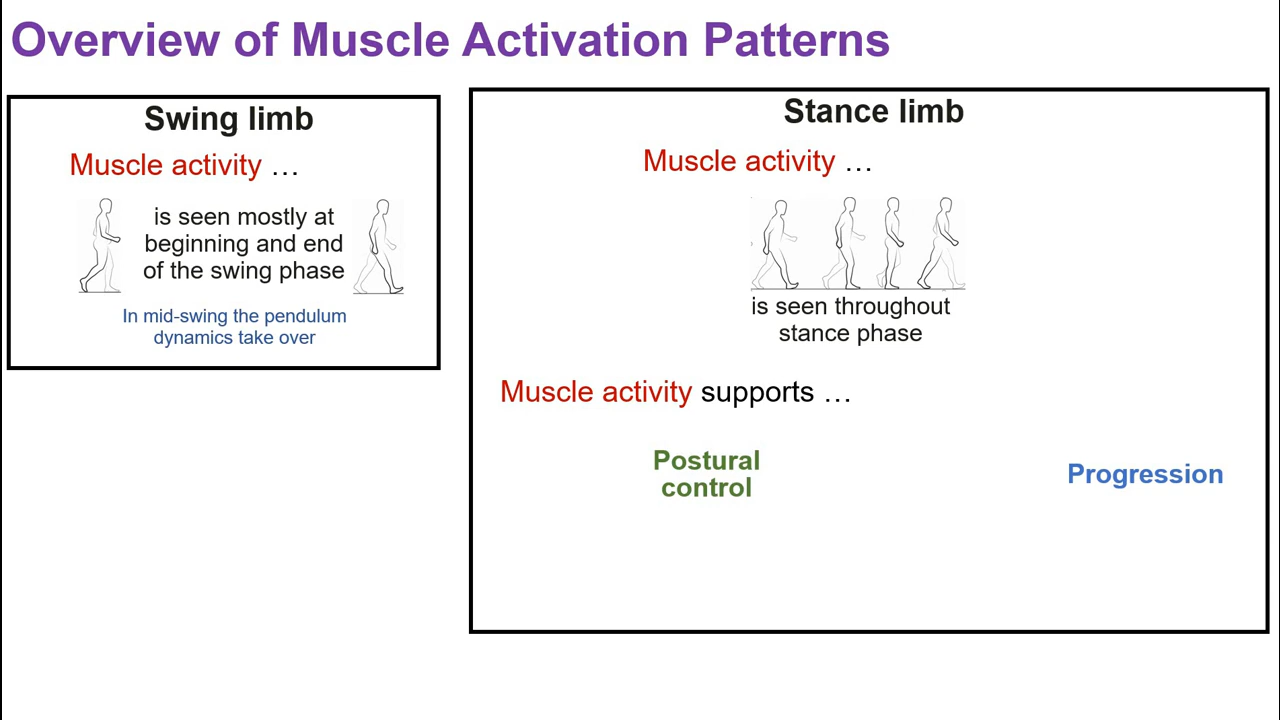 Overview of Muscle Activation Patterns
Swing limb
Muscle activity …
is seen mostly at
beginning and end
of the swing phase
In mid-swing the pendulum
dynamics take over
Stance limb
Muscle activity …
is seen throughout
stance phase
Muscle activity supports …
Postural
control
Progression